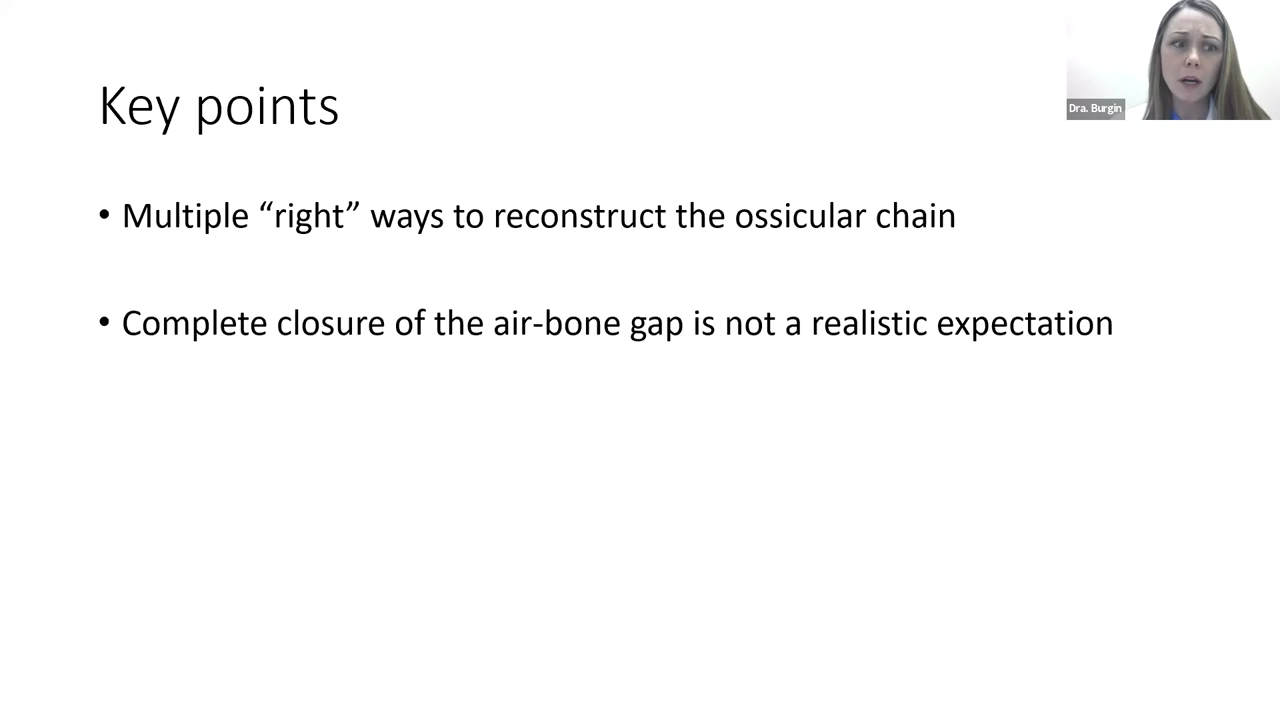 Key points
Dra. Burgin
• Multiple “right” ways to reconstruct the ossicular chain
• Complete closure of the air-bone gap is not a realistic expectation